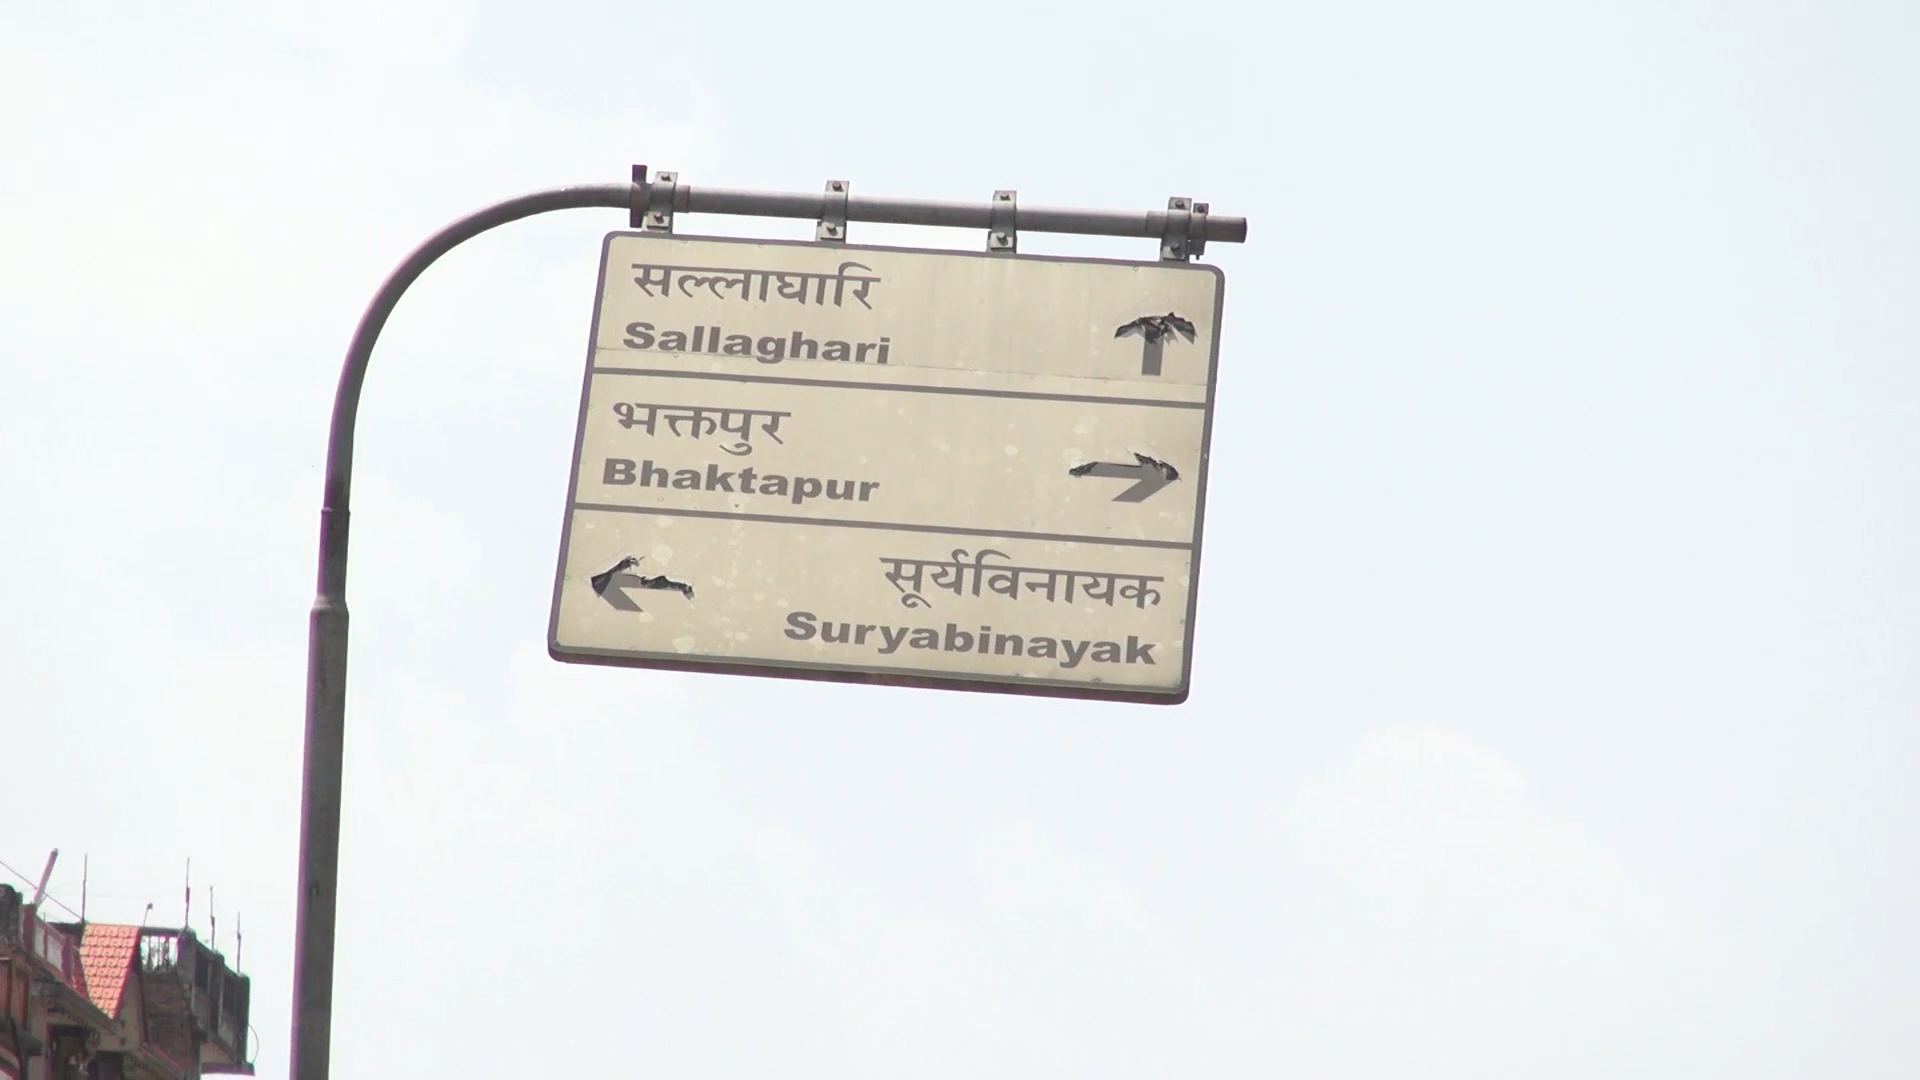 सल्लाघारि
Sallaghari
भक्तपुर
Bhaktapur
सूर्यविनायक
Suryabinayak